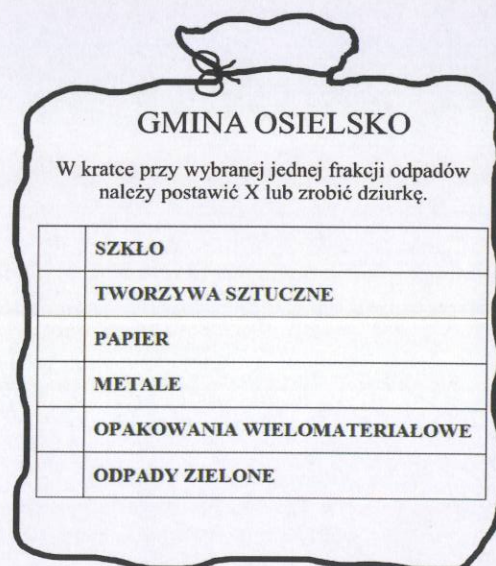 GMINA OSIELSKO
W kratce przy wybranej jednej frakcji odpadów
należy postawić X lub zrobić dziurkę.
SZKŁO
TWORZYWA SZTUCZNE
PAPIER
METALE
OPAKOWANIA WIELOMATERIAŁOWE
ODPADY ZIELONE